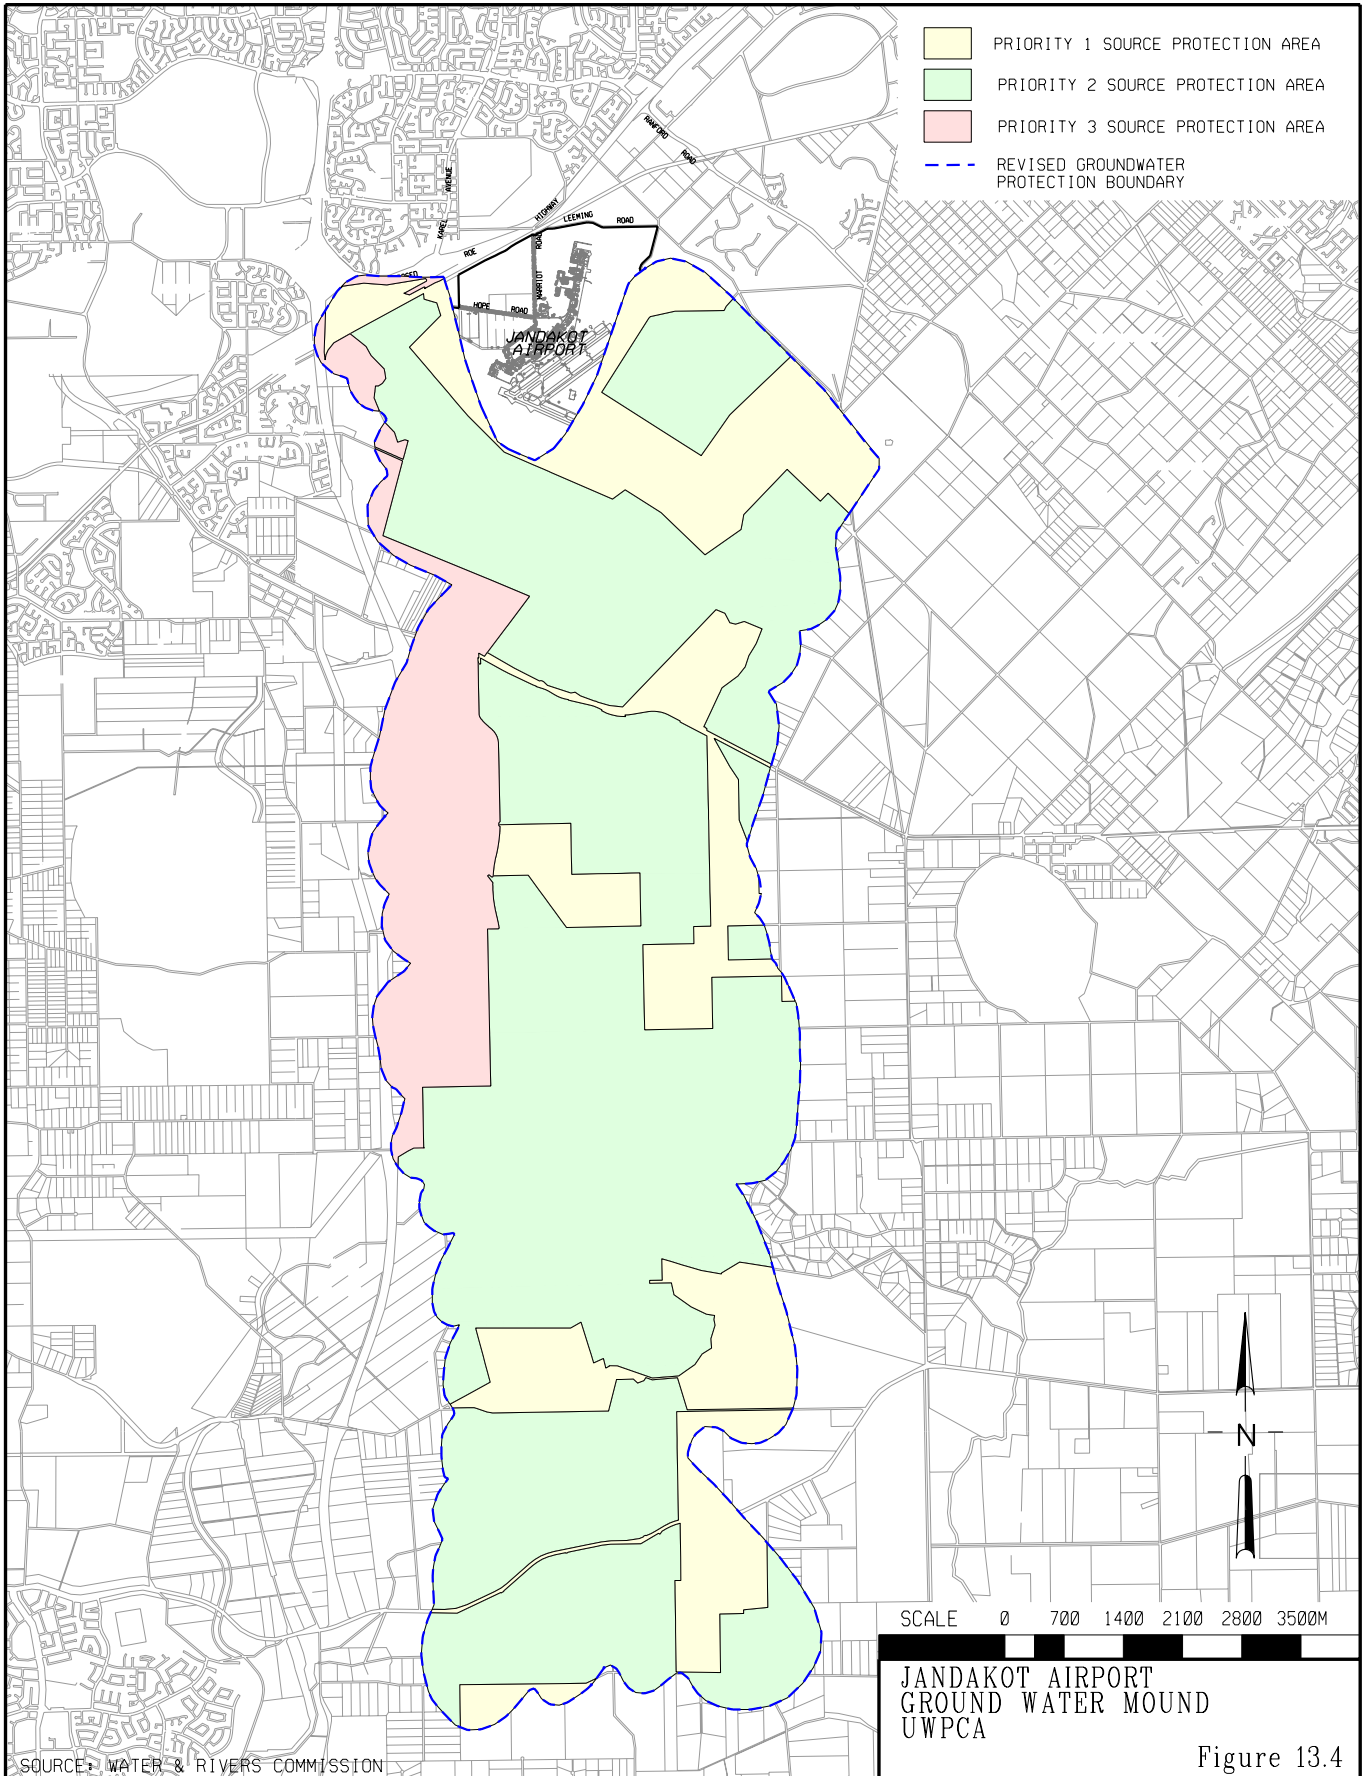 PRIORITY 1 SOURCE PROTECTION AREA
PRIORITY 2 SOURCE PROTECTION AREA
PRIORITY 3 SOURCE PROTECTION AREA
REVISED GROUNDWATER
PROTECTION BOUNDARY
RANFORD ROAD
KAREL AVENUE
ROE HIGHWAY
LEEMING ROAD
MARRIOT ROAD
HOPE ROAD
JANDAKOT
AIRPORT
N
SCALE 0 700 1400 2100 2800 3500M
JANDAKOT AIRPORT
GROUND WATER MOUND
UWPCA
Figure 13.4
SOURCE: WATER & RIVERS COMMISSION